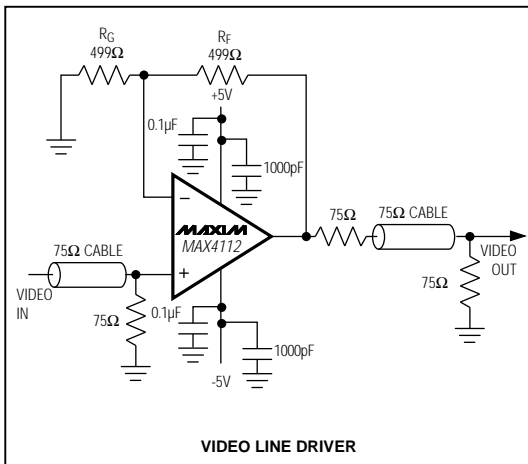 RG
499Ω
RF
499Ω
+5V
0.1µF
1000pF
−
MAXIM
MAX4112
+
75Ω CABLE
VIDEO
IN
75Ω
75Ω
75Ω CABLE
VIDEO
OUT
75Ω
0.1µF
1000pF
-5V
VIDEO LINE DRIVER